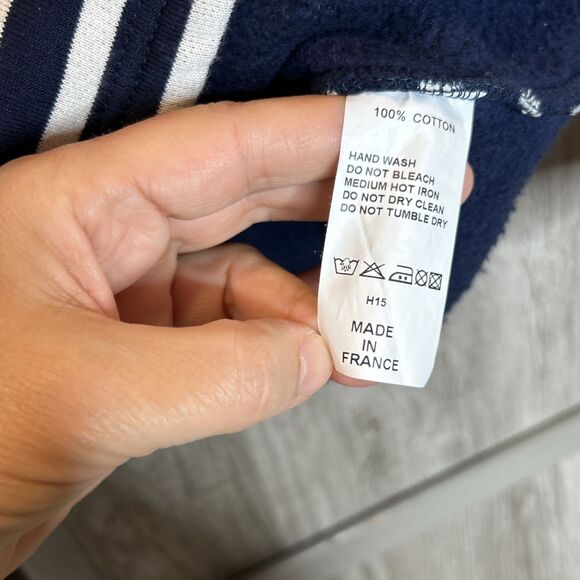 100% COTTON
HAND WASH
DO NOT BLEACH
MEDIUM HOT IRON
DO NOT DRY CLEAN
DO NOT TUMBLE DRY
H15
MADE
IN
FRANCE